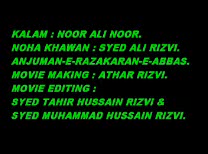 KALAM : NOOR ALI NOOR.
NOHA KHAWAN : SYED ALI RIZVI.
ANJUMAN-E-RAZAKARAN-E-ABBAS.
MOVIE MAKING : ATHAR RIZVI.
MOVIE EDITING :
SYED TAHIR HUSSAIN RIZVI &
SYED MUHAMMAD HUSSAIN RIZVI.